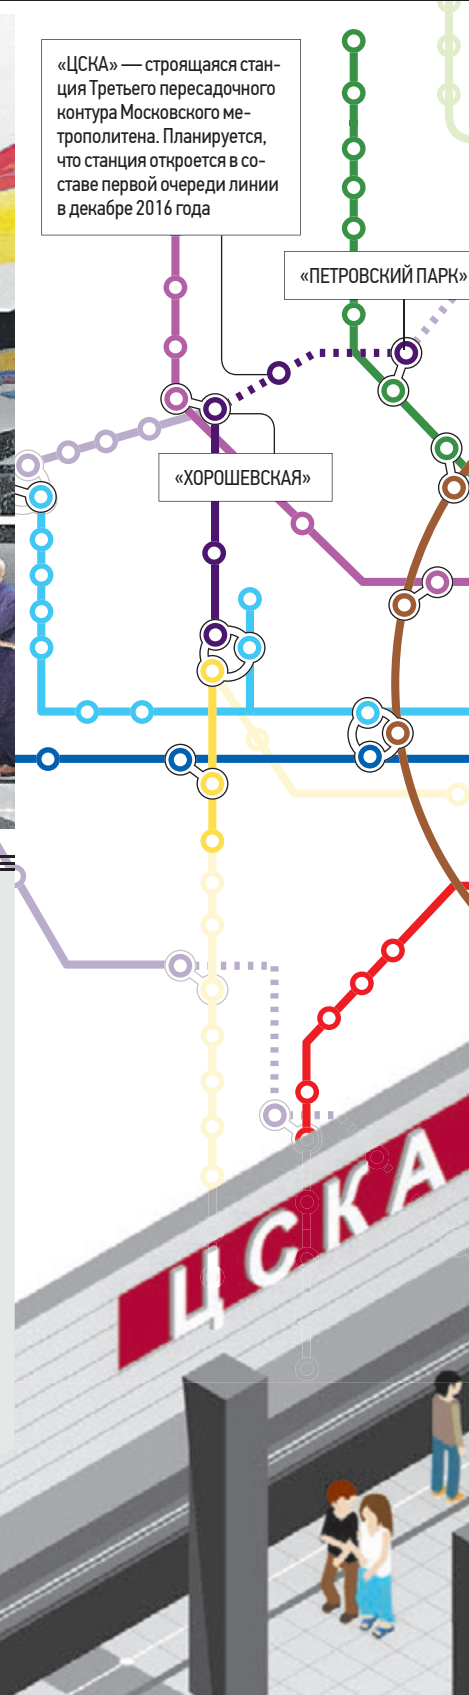 «ЦСКА» — строящаяся стан-
ция Третьего пересадочного
контура Московского ме-
трополитена. Планируется,
что станция откроется в со-
ставе первой очереди линии
в декабре 2016 года
«ПЕТРОВСКИЙ ПАРК»
«ХОРОШЕВСКАЯ»
ЦСКА